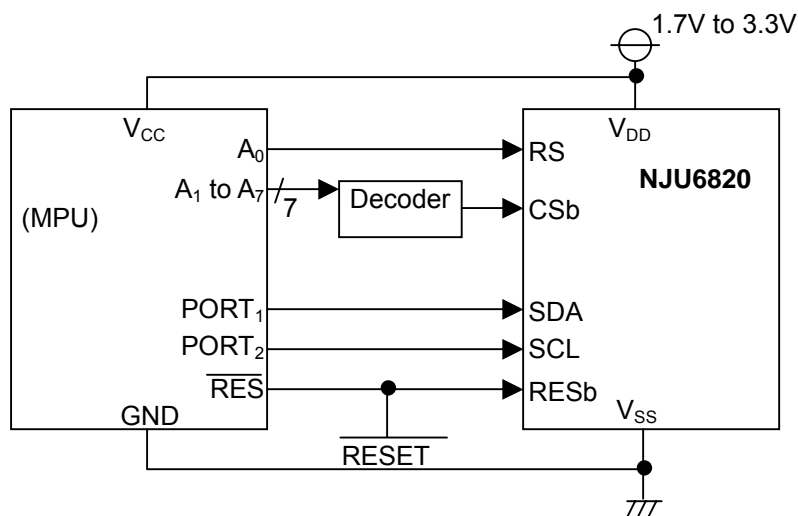 1.7V to 3.3V
VCC
VDD
A0
RS
NJU6820
A1 to A7
7
Decoder
(MPU)
CSb
PORT1
SDA
PORT2
SCL
RES
RESb
GND
VSS
RESET